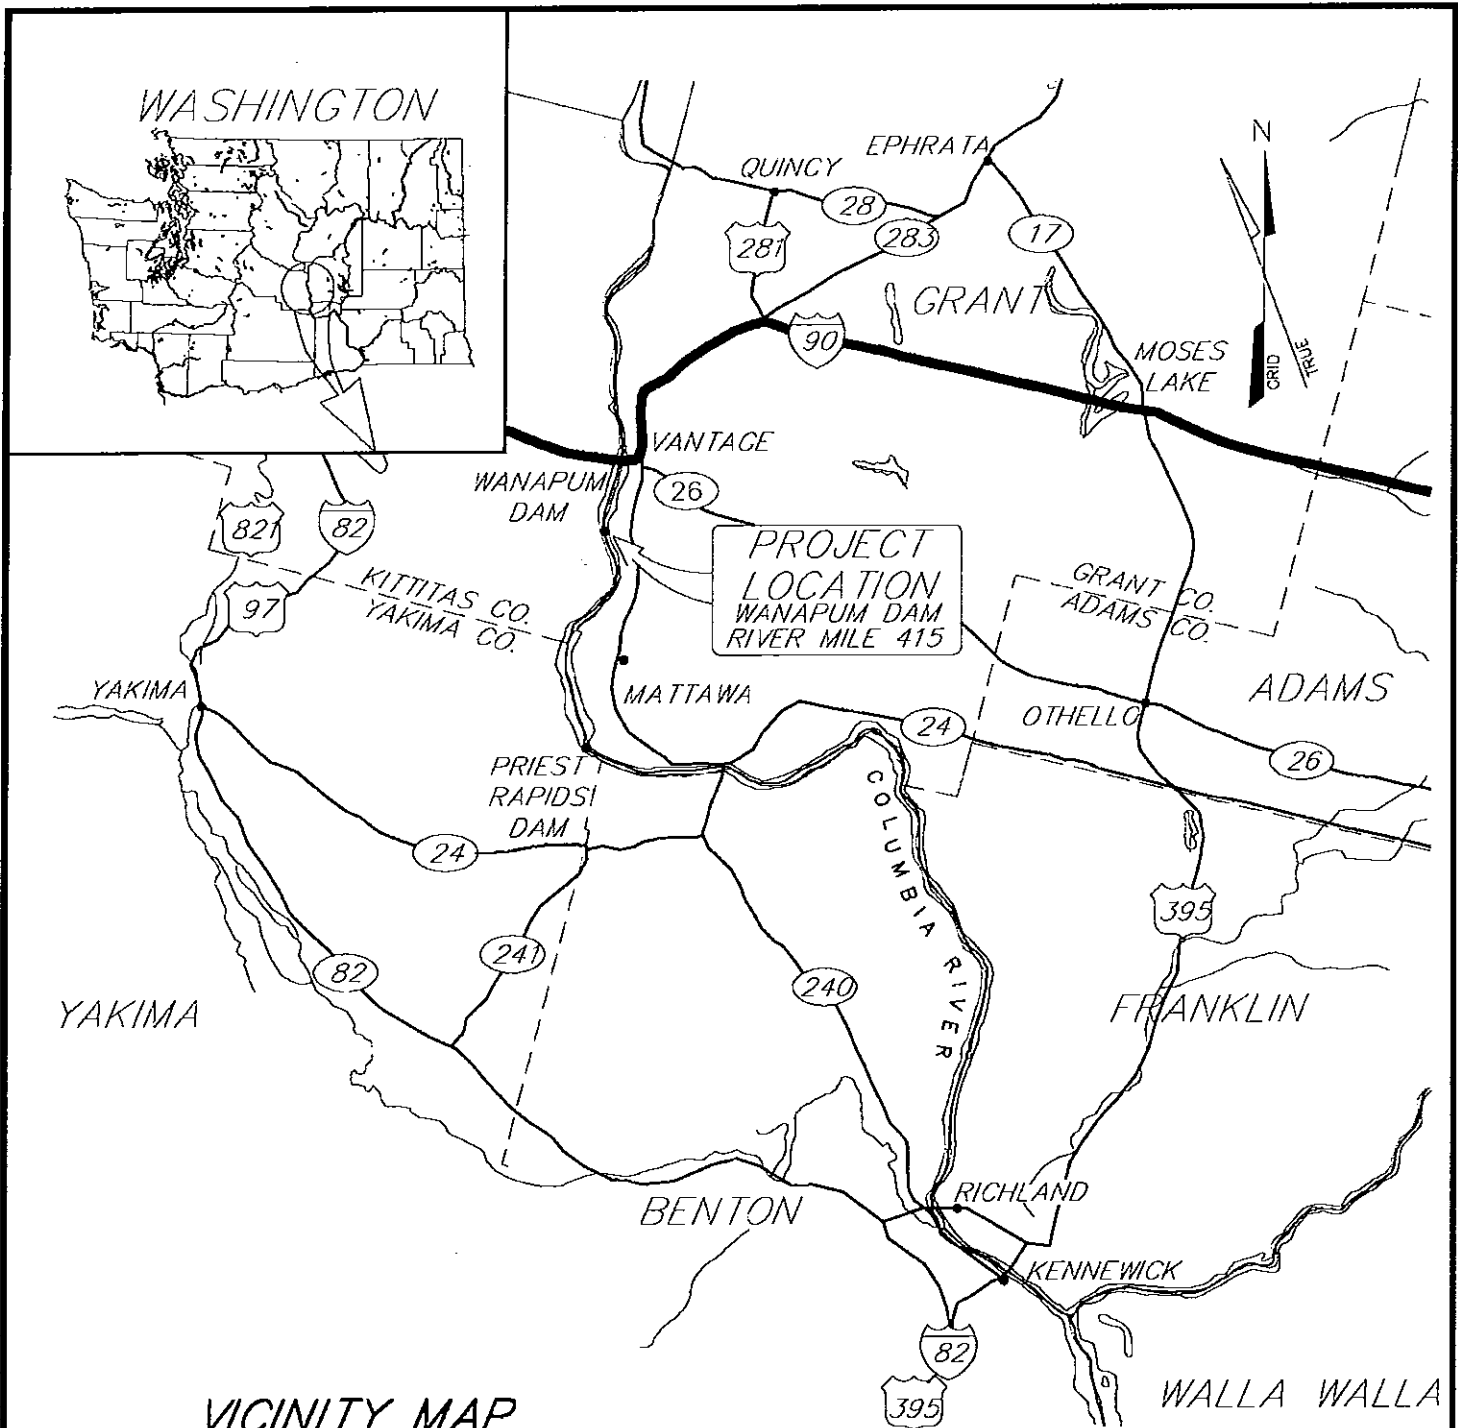 WASHINGTON
QUINCY
EPHRATA
28
283
281
17
N
GRID
TRUE
GRANT
90
MOSES
LAKE
VANTAGE
WANAPUM
DAM
26
821
82
97
KITTITAS CO.
YAKIMA CO.
PROJECT
LOCATION
WANAPUM DAM
RIVER MILE 415
GRANT CO.
ADAMS CO.
YAKIMA
MATTAWA
ADAMS
OTHELLO
24
26
PRIEST
RAPIDS
DAM
COLUMBIA RIVER
24
395
241
82
240
YAKIMA
FRANKLIN
BENTON
RICHLAND
KENNEWICK
82
395
WALLA WALLA
VICINITY MAP